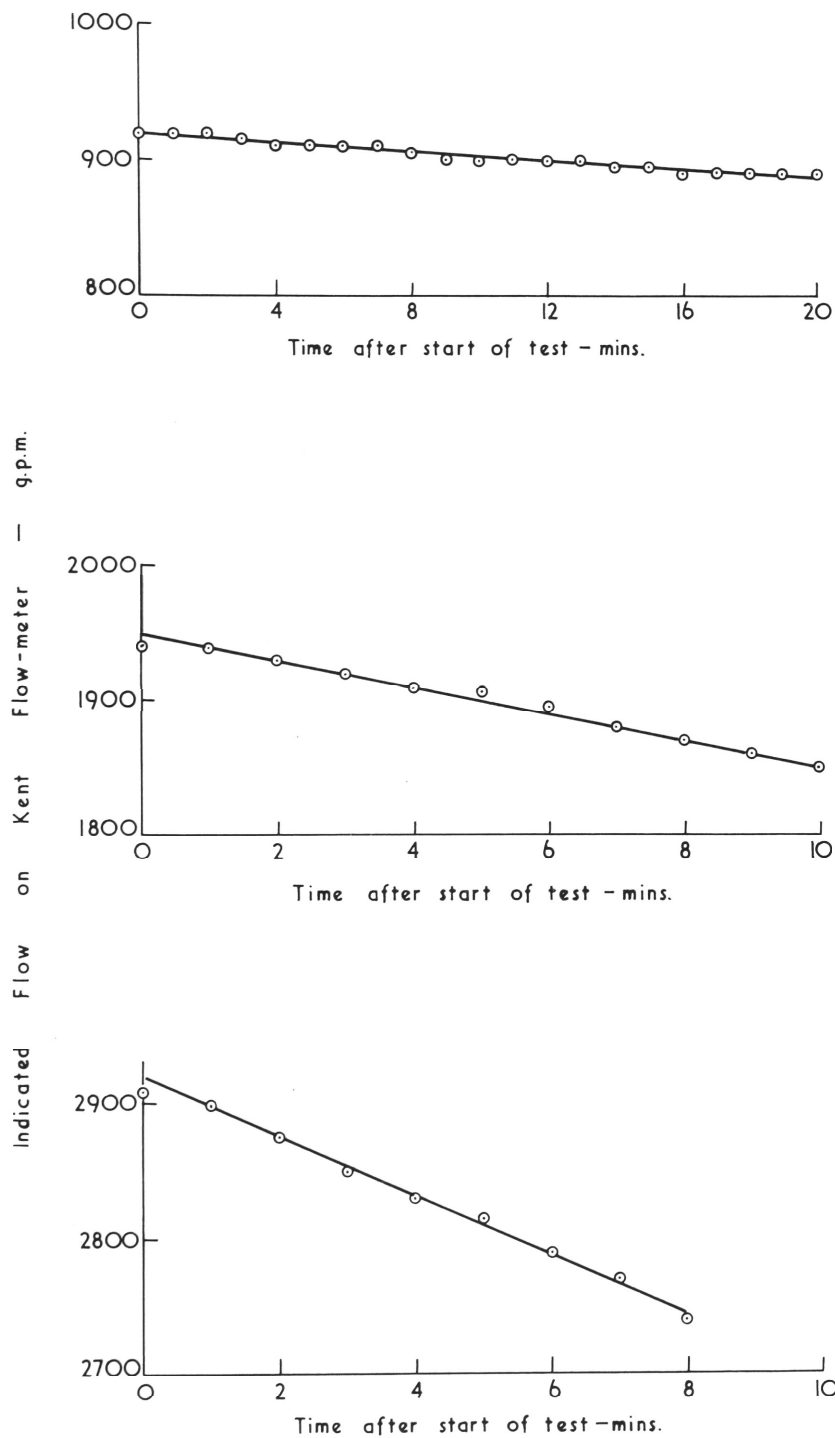 1000
900
800
0 4 8 12 16 20
Time after start of test – mins.
Indicated Flow on Kent Flow-meter — g.p.m.
2000
1900
1800
0 2 4 6 8 10
Time after start of test – mins.
2900
2800
2700
0 2 4 6 8 10
Time after start of test – mins.